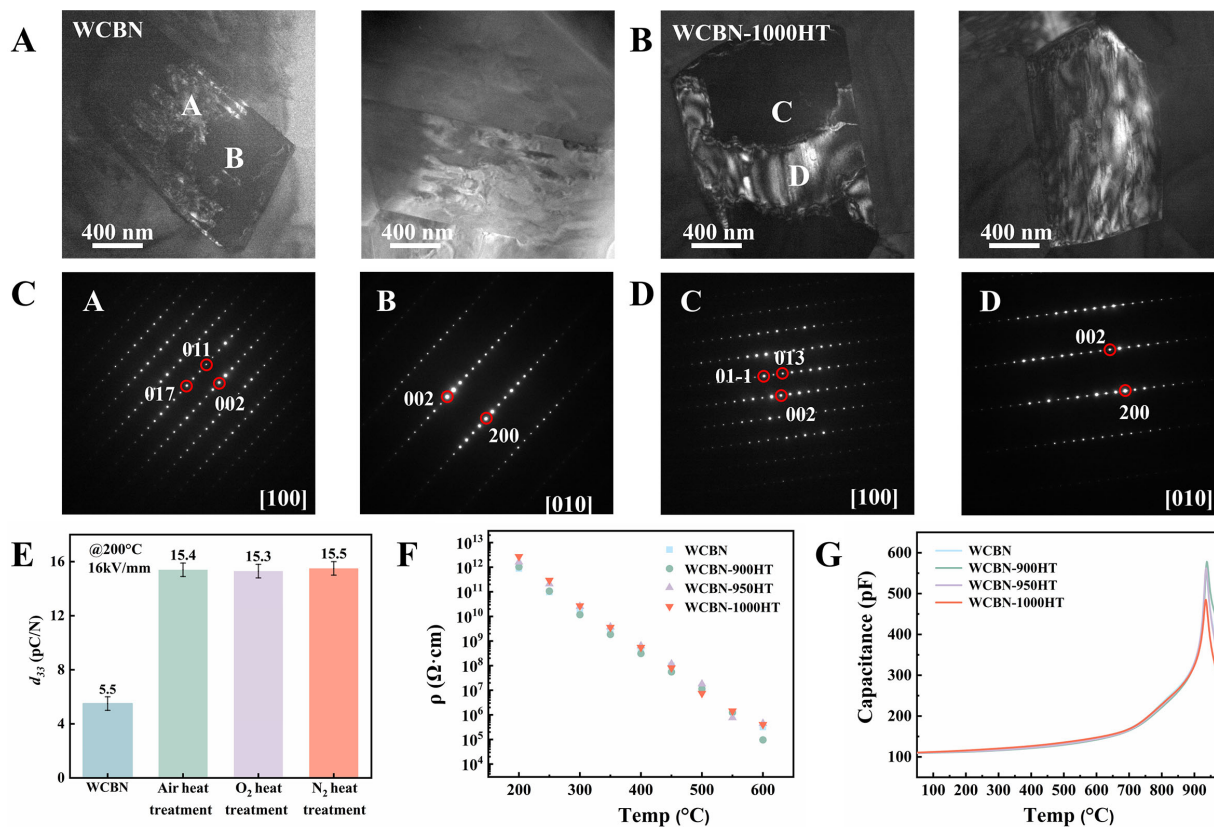 A
WCBN
A
B
400 nm
400 nm
B
WCBN-1000HT
C
D
400 nm
400 nm
C
A
011
017
002
[100]
B
002
200
[010]
D
C
013
01-1
002
[100]
D
002
200
[010]
E
@200°C
16kV/mm
d33 (pC/N)
16
12
8
4
0
5.5
15.4
15.3
15.5
WCBN
Air heat
treatment
O2 heat
treatment
N2 heat
treatment
F
ρ (Ω·cm)
10^13
10^12
10^11
10^10
10^9
10^8
10^7
10^6
10^5
10^4
WCBN
WCBN-900HT
WCBN-950HT
WCBN-1000HT
200
300
400
500
600
Temp (°C)
G
Capacitance (pF)
600
500
400
300
200
100
WCBN
WCBN-900HT
WCBN-950HT
WCBN-1000HT
100 200 300 400 500 600 700 800 900
Temp (°C)